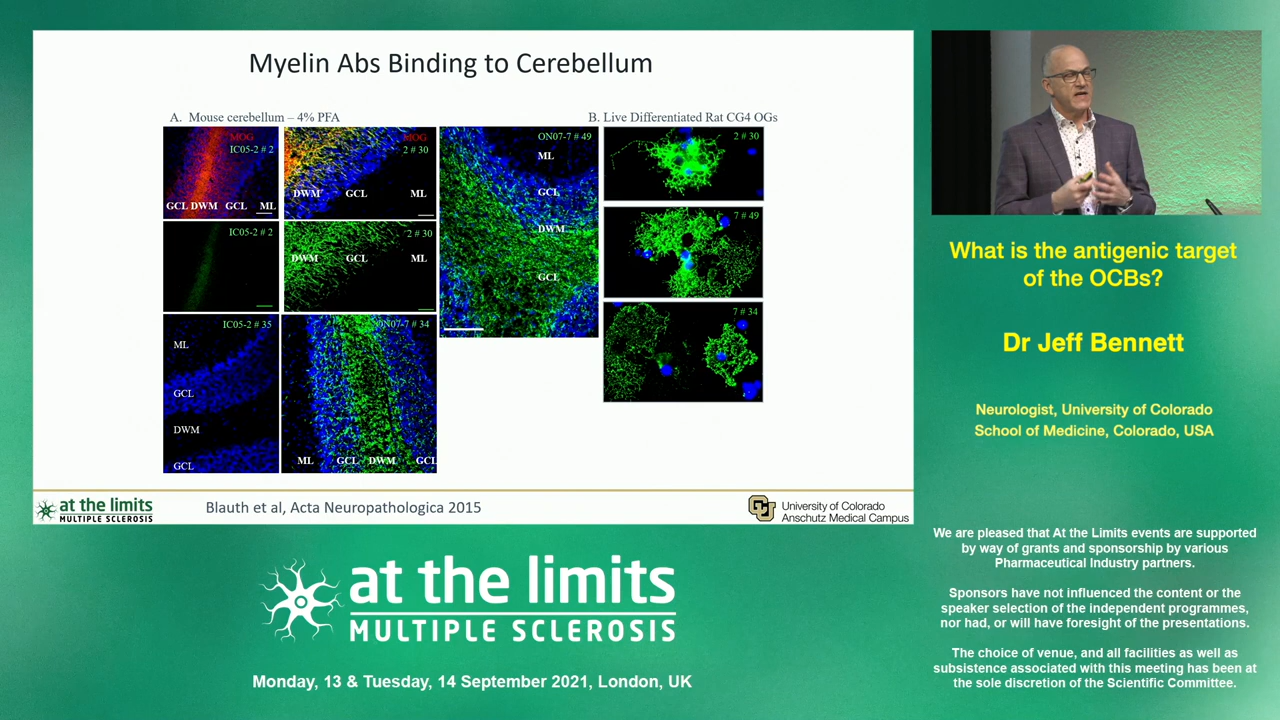 Myelin Abs Binding to Cerebellum
A. Mouse cerebellum – 4% PFA
B. Live Differentiated Rat CG4 OGs
MOG
IC05-2 # 2
GCL DWM GCL ML
MOG
2 # 30
DWM GCL ML
ON07-7 # 49
ML
GCL
DWM
GCL
2 # 30
IC05-2 # 2
2 # 30
DWM GCL ML
7 # 49
IC05-2 # 35
ML
GCL
DWM
GCL
ON07-7 # 34
ML GCL DWM GCL
7 # 34
at the limits
MULTIPLE SCLEROSIS
Blauth et al, Acta Neuropathologica 2015
CU
University of Colorado
Anschutz Medical Campus
What is the antigenic target
of the OCBs?
Dr Jeff Bennett
Neurologist, University of Colorado
School of Medicine, Colorado, USA
We are pleased that At the Limits events are supported
by way of grants and sponsorship by various
Pharmaceutical Industry partners.
Sponsors have not influenced the content or the
speaker selection of the independent programmes,
nor had, or will have foresight of the presentations.
The choice of venue, and all facilities as well as
subsistence associated with this meeting has been at
the sole discretion of the Scientific Committee.
at the limits
MULTIPLE SCLEROSIS
Monday, 13 & Tuesday, 14 September 2021, London, UK